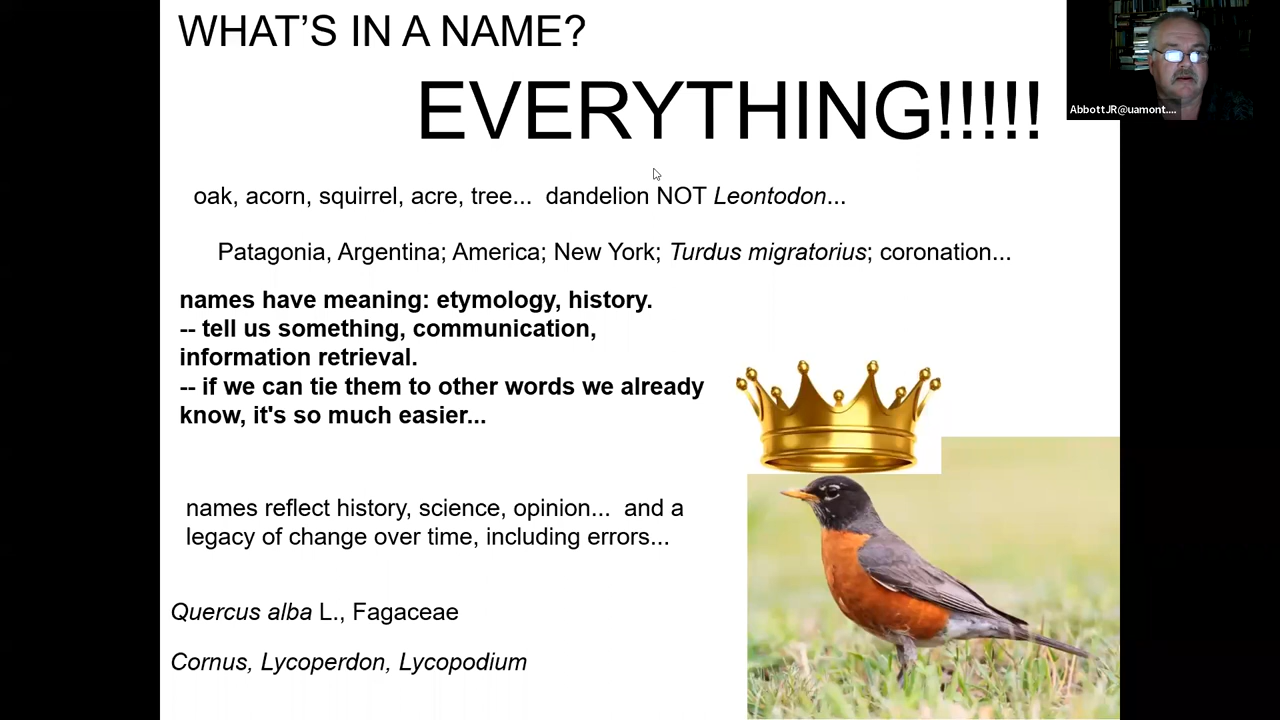 WHAT’S IN A NAME?
EVERYTHING!!!!!
AbbottJR@uamont....
oak, acorn, squirrel, acre, tree...  dandelion NOT Leontodon...
Patagonia, Argentina; America; New York; Turdus migratorius; coronation...
names have meaning: etymology, history.
-- tell us something, communication,
information retrieval.
-- if we can tie them to other words we already
know, it's so much easier...
names reflect history, science, opinion...  and a
legacy of change over time, including errors...
Quercus alba L., Fagaceae
Cornus, Lycoperdon, Lycopodium